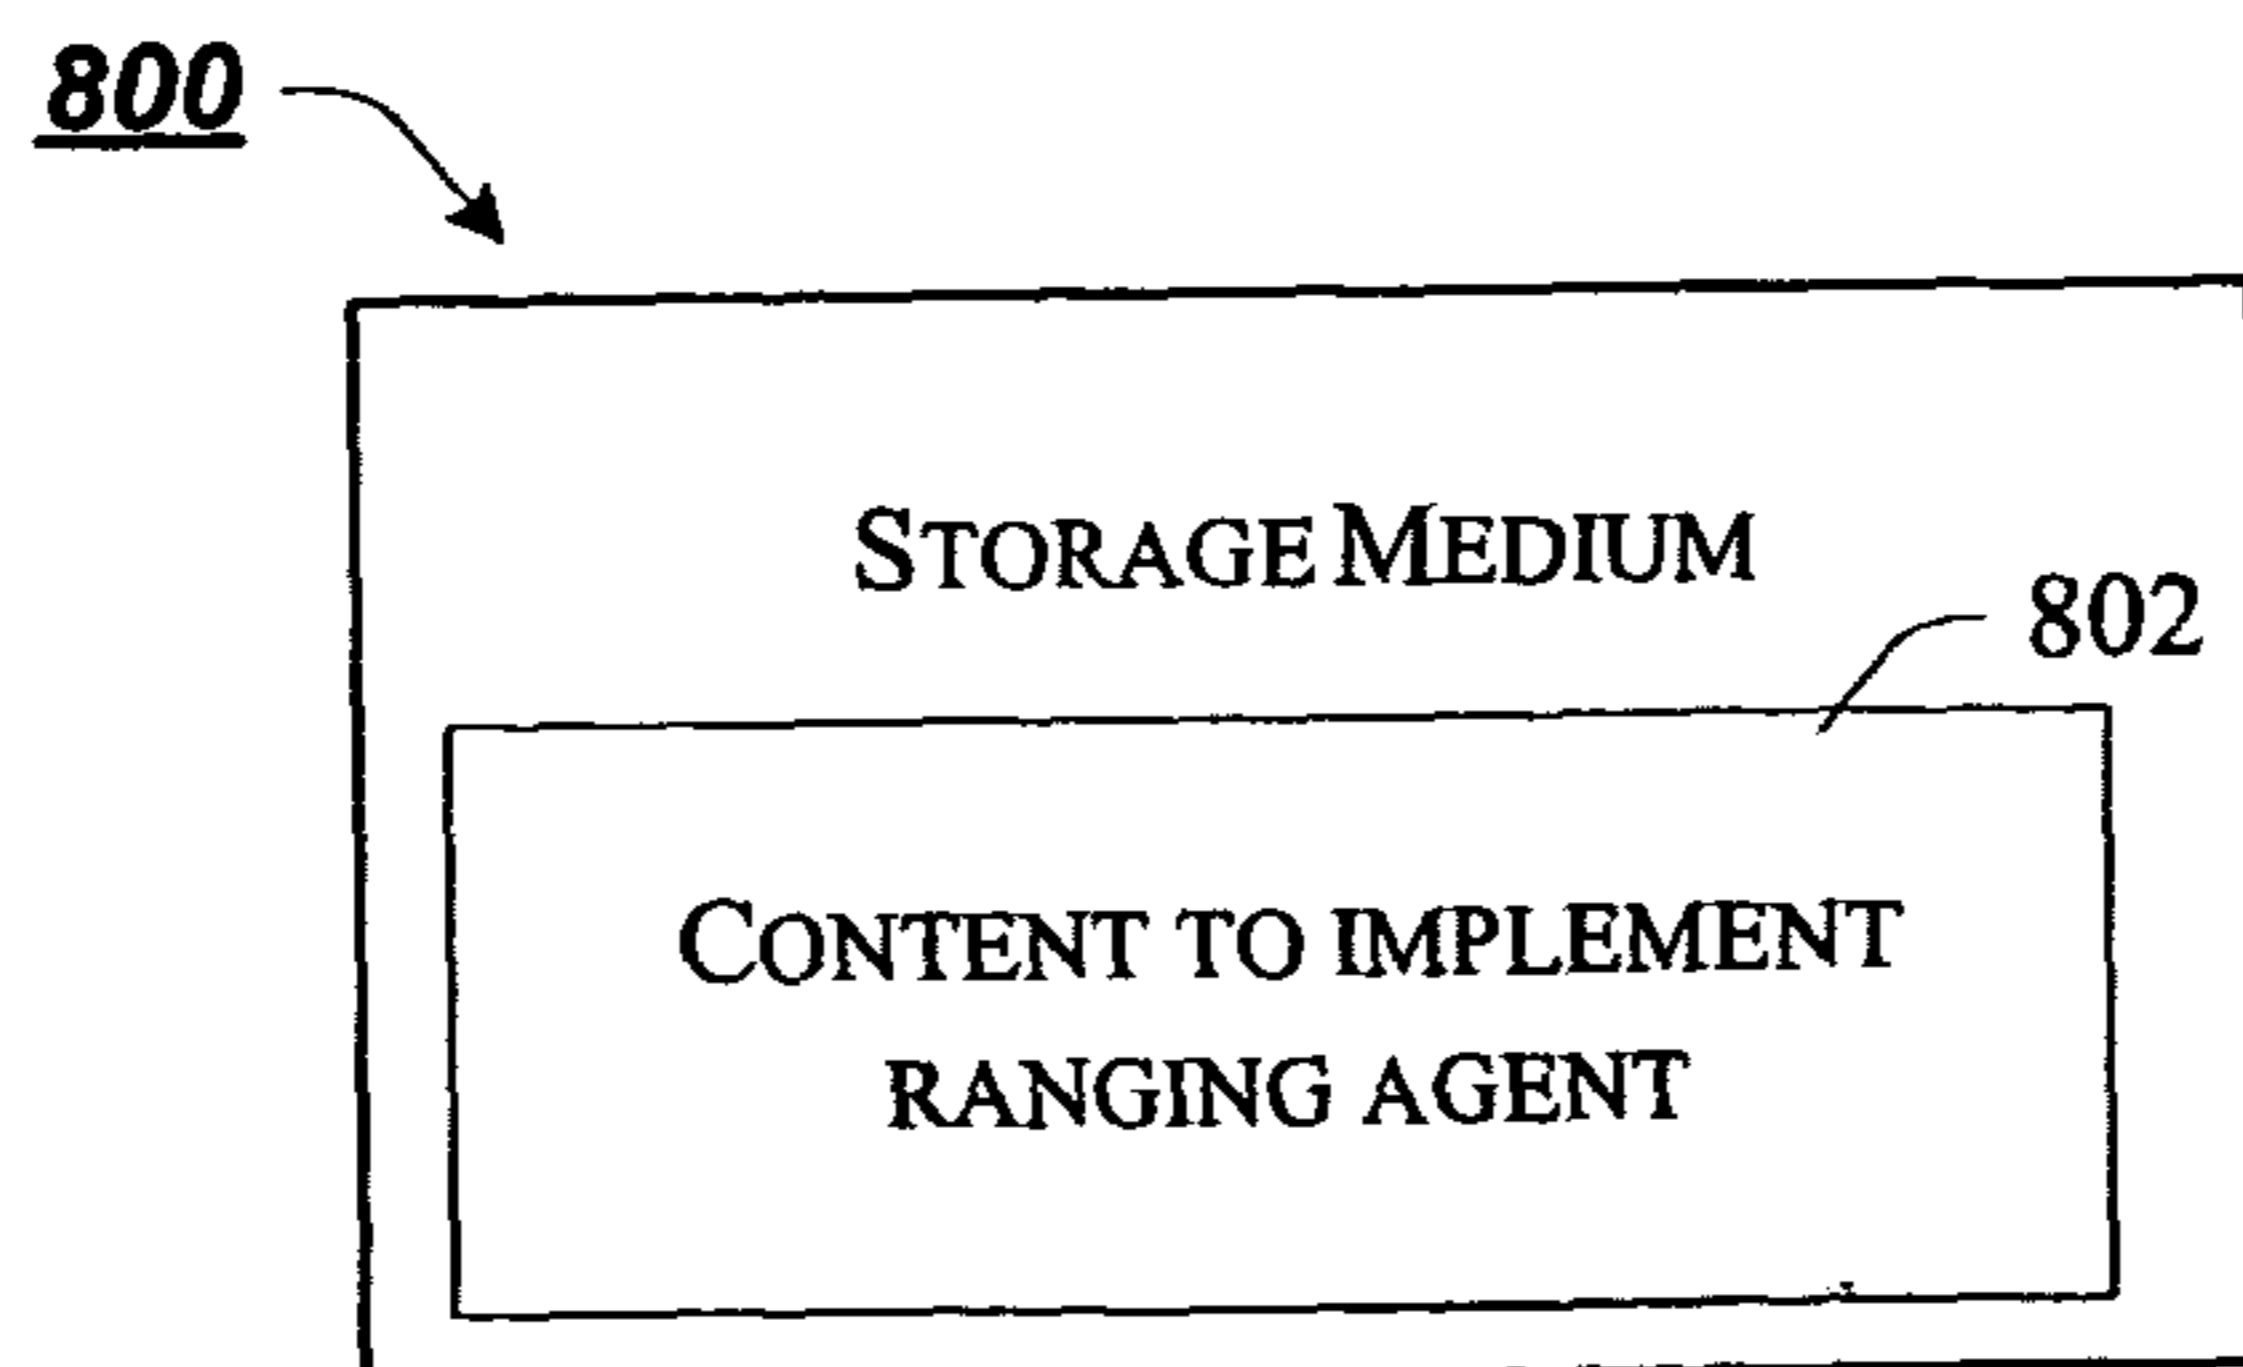 800
STORAGE MEDIUM
802
CONTENT TO IMPLEMENT
RANGING AGENT